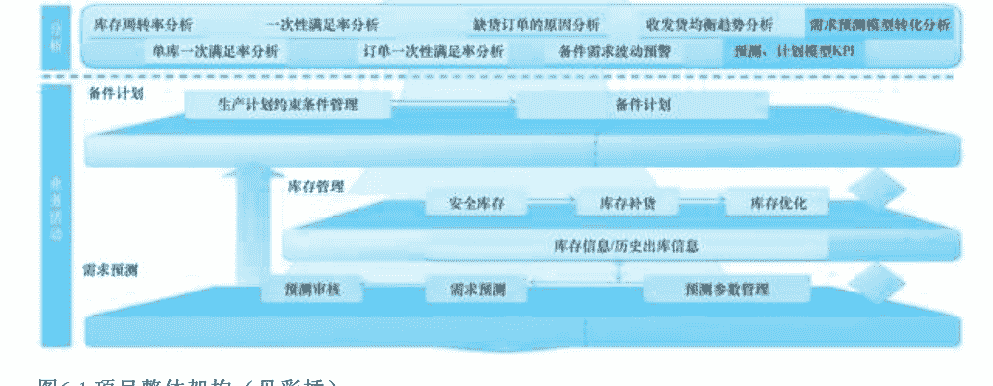 分析
库存周转率分析 一次性满足率分析 缺货订单的原因分析 收发货均衡趋势分析 需求预测模型转化分析
单库一次满足率分析 订单一次性满足率分析 备件需求波动预警 预测、计划模型KPI
业务活动
备件计划
生产计划约束条件管理 备件计划
库存管理
安全库存 库存补货 库存优化
库存信息/历史出库信息
需求预测
预测审核 需求预测 预测参数管理